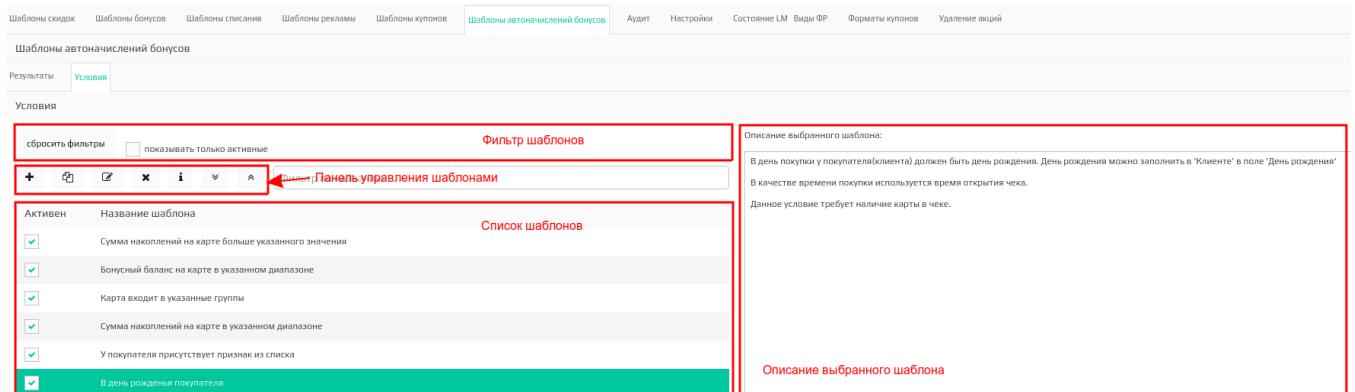 Шаблоны скидок Шаблоны бонусов Шаблоны списания Шаблоны рекламы Шаблоны купонов Шаблоны автоначислений бонусов Аудит Настройки Состояние LM Виды ФР Форматы купонов Удаление акций
Шаблоны автоначислений бонусов
Результаты Условия
Условия
сбросить фильтры показывать только активные Фильтр шаблонов
Панель управления шаблонами
Активен Название шаблона
Список шаблонов
Сумма накоплений на карте больше указанного значения
Бонусный баланс на карте в указанном диапазоне
Карта входит в указанные группы
Сумма накоплений на карте в указанном диапазоне
У покупателя присутствует признак из списка
В день рожденья покупателя
Описание выбранного шаблона:
В день покупки у покупателя(клиента) должен быть день рождения. День рождения можно заполнить в 'Клиенте' в поле 'День рождения'
В качестве времени покупки используется время открытия чека.
Данное условие требует наличие карты в чеке.
Описание выбранного шаблона